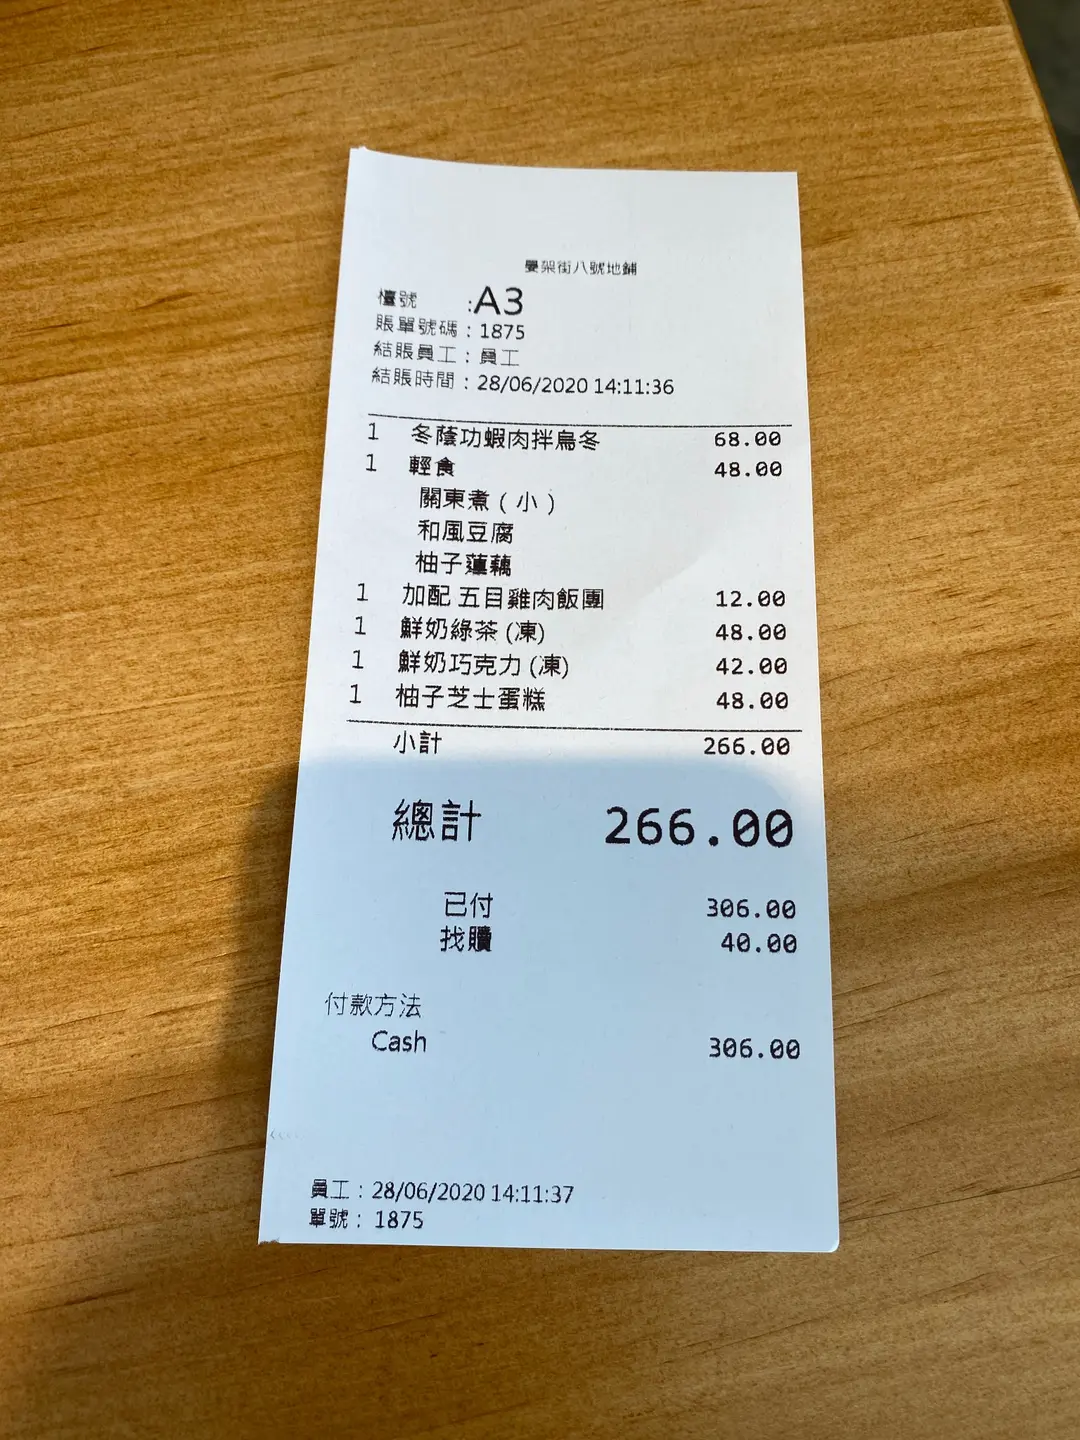 晏架街八號地鋪
檯號 :A3
賬單號碼 : 1875
結賬員工 : 員工
結賬時間 : 28/06/2020 14:11:36
1 冬蔭功蝦肉拌烏冬 68.00
1 輕食 48.00
關東煮 ( 小 )
和風豆腐
柚子蓮藕
1 加配 五目雞肉飯團 12.00
1 鮮奶綠茶 (凍) 48.00
1 鮮奶巧克力 (凍) 42.00
1 柚子芝士蛋糕 48.00
小計 266.00
總計 266.00
已付 306.00
找贖 40.00
付款方法
Cash 306.00
員工 : 28/06/2020 14:11:37
單號 : 1875